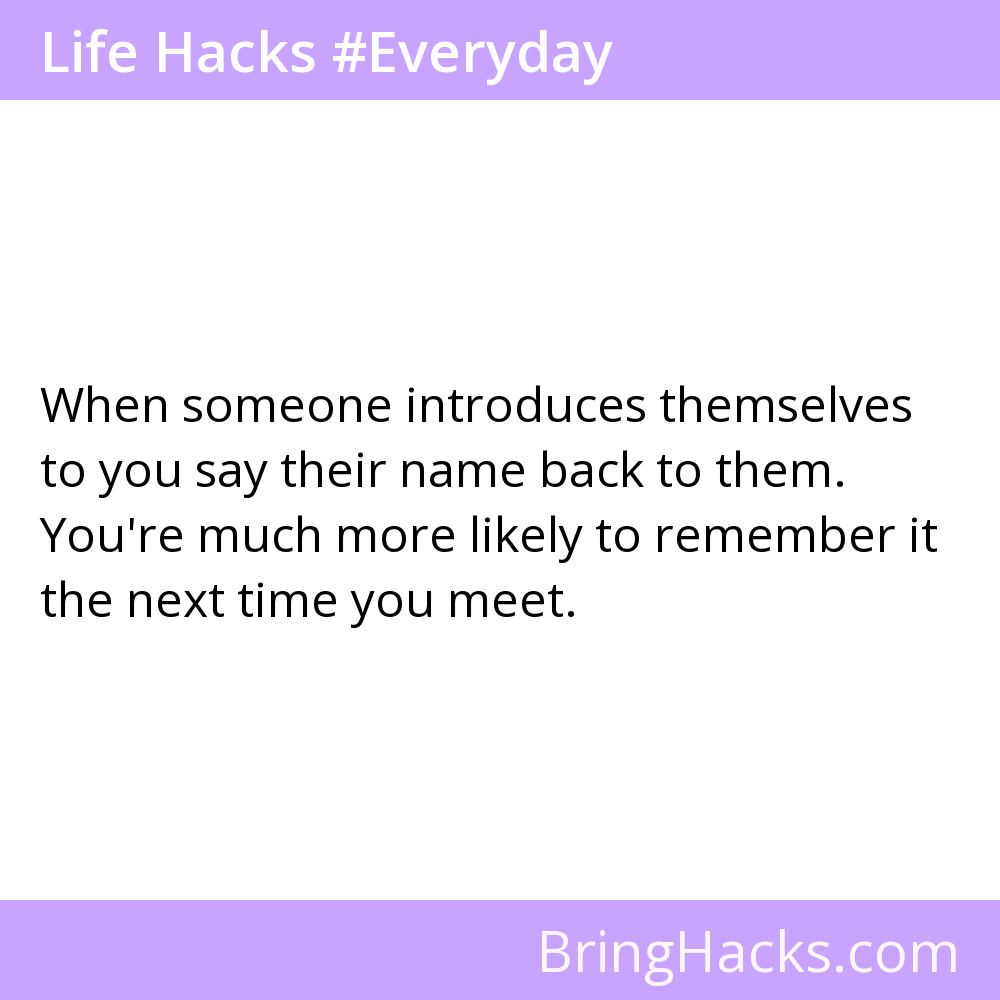 Life Hacks #Everyday
When someone introduces themselves
to you say their name back to them.
You're much more likely to remember it
the next time you meet.
BringHacks.com